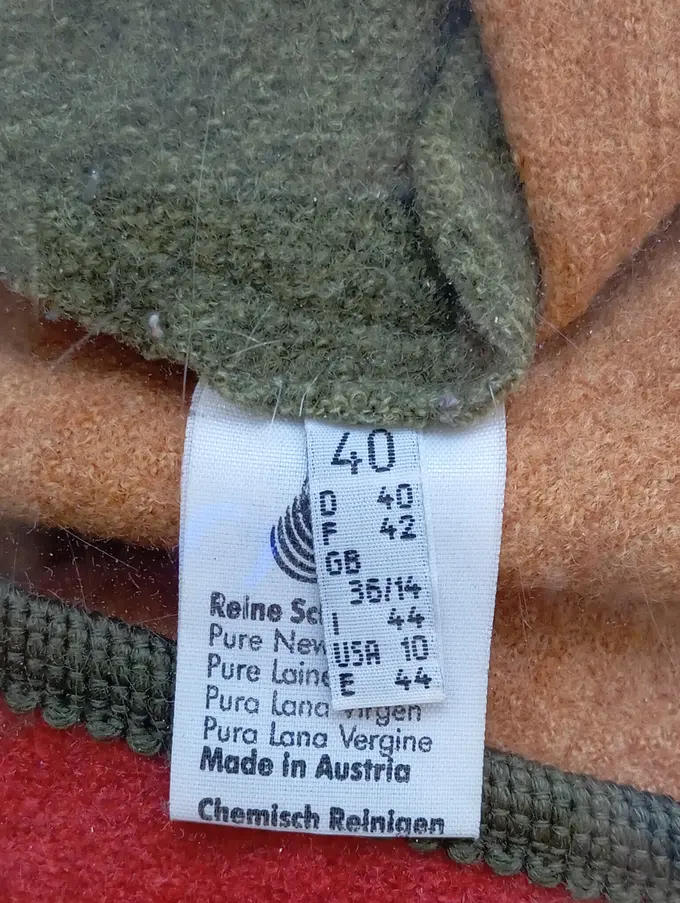 40
D 40
F 42
GB
36/14
I 44
USA 10
E 44
Reine
Pure New
Pure Laine
Pura Lana Virgen
Pura Lana Vergine
Made in Austria
Chemisch Reinigen